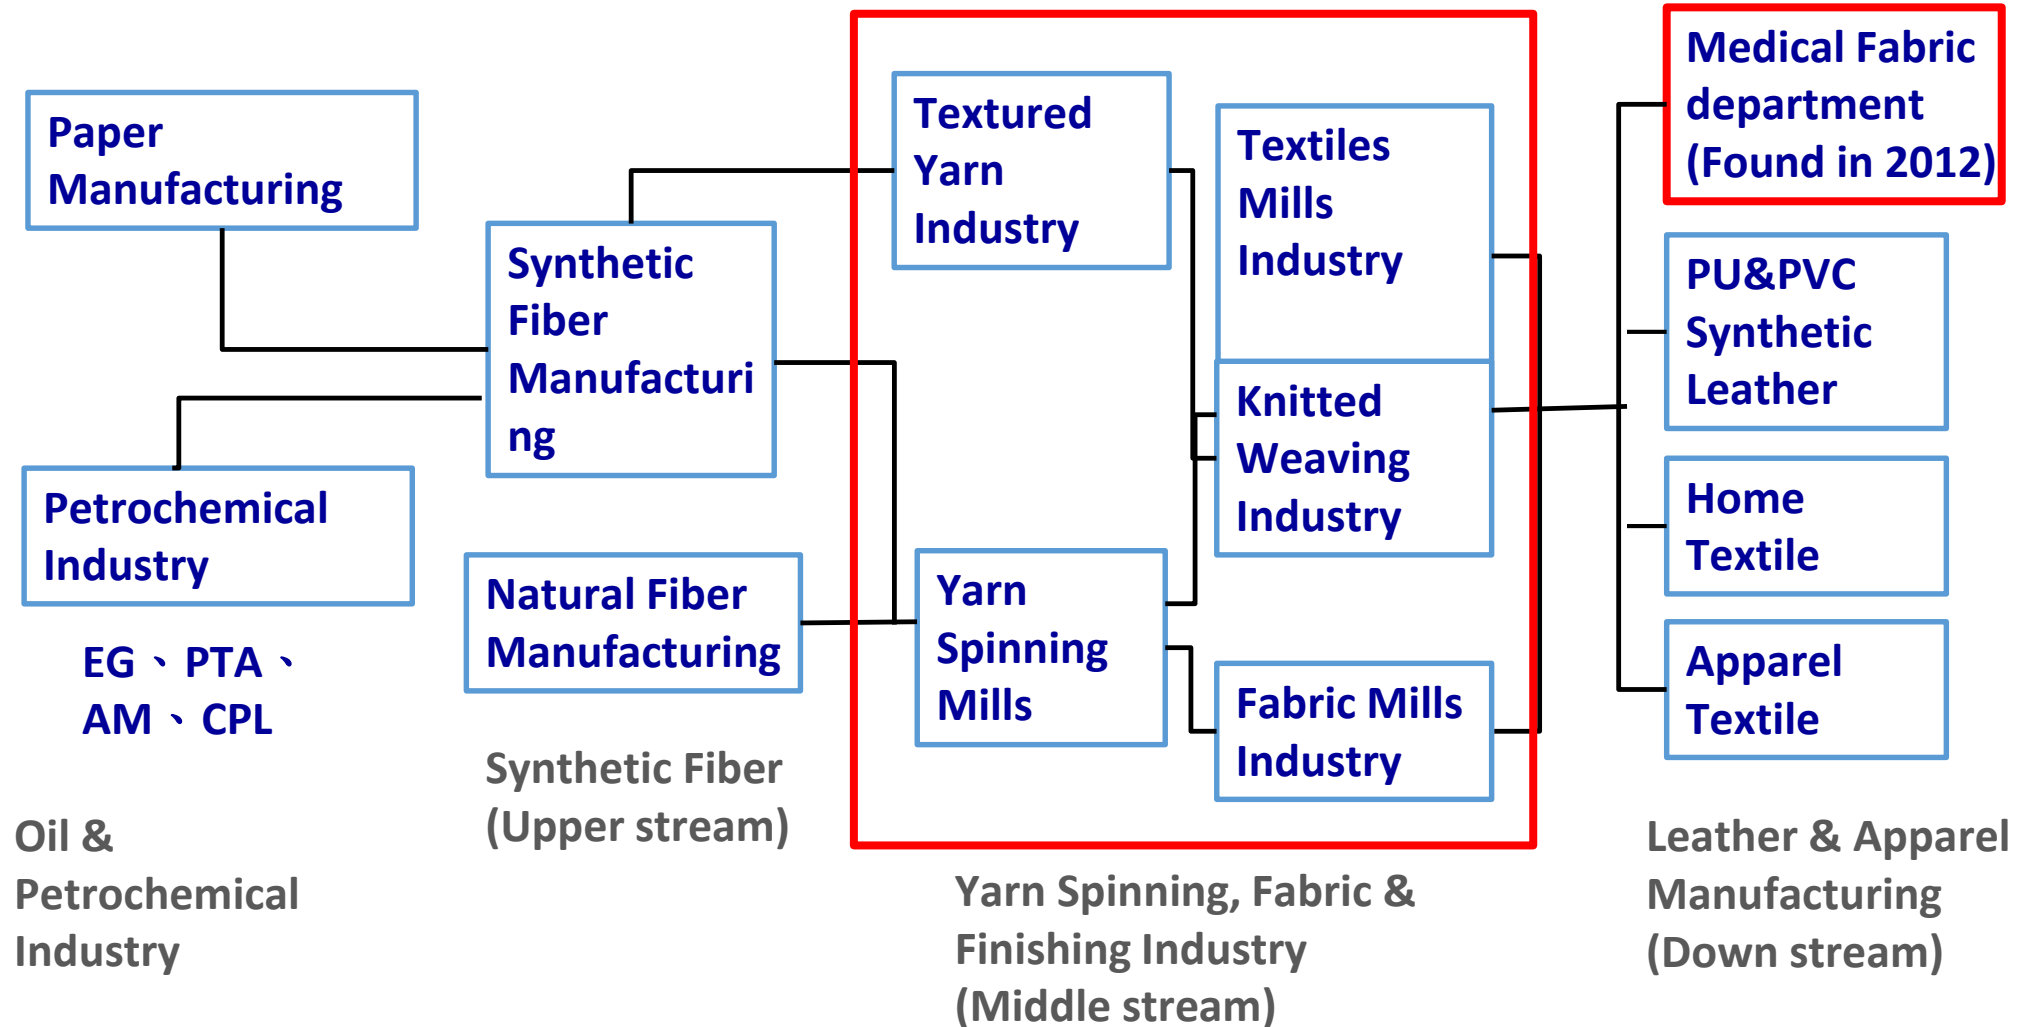 Paper
Manufacturing
Petrochemical
Industry
EG、PTA、
AM、CPL
Oil &
Petrochemical
Industry
Synthetic
Fiber
Manufacturi
ng
Natural Fiber
Manufacturing
Synthetic Fiber
(Upper stream)
Textured
Yarn
Industry
Yarn
Spinning
Mills
Textiles
Mills
Industry
Knitted
Weaving
Industry
Fabric Mills
Industry
Yarn Spinning, Fabric &
Finishing Industry
(Middle stream)
Medical Fabric
department
(Found in 2012)
PU&PVC
Synthetic
Leather
Home
Textile
Apparel
Textile
Leather & Apparel
Manufacturing
(Down stream)